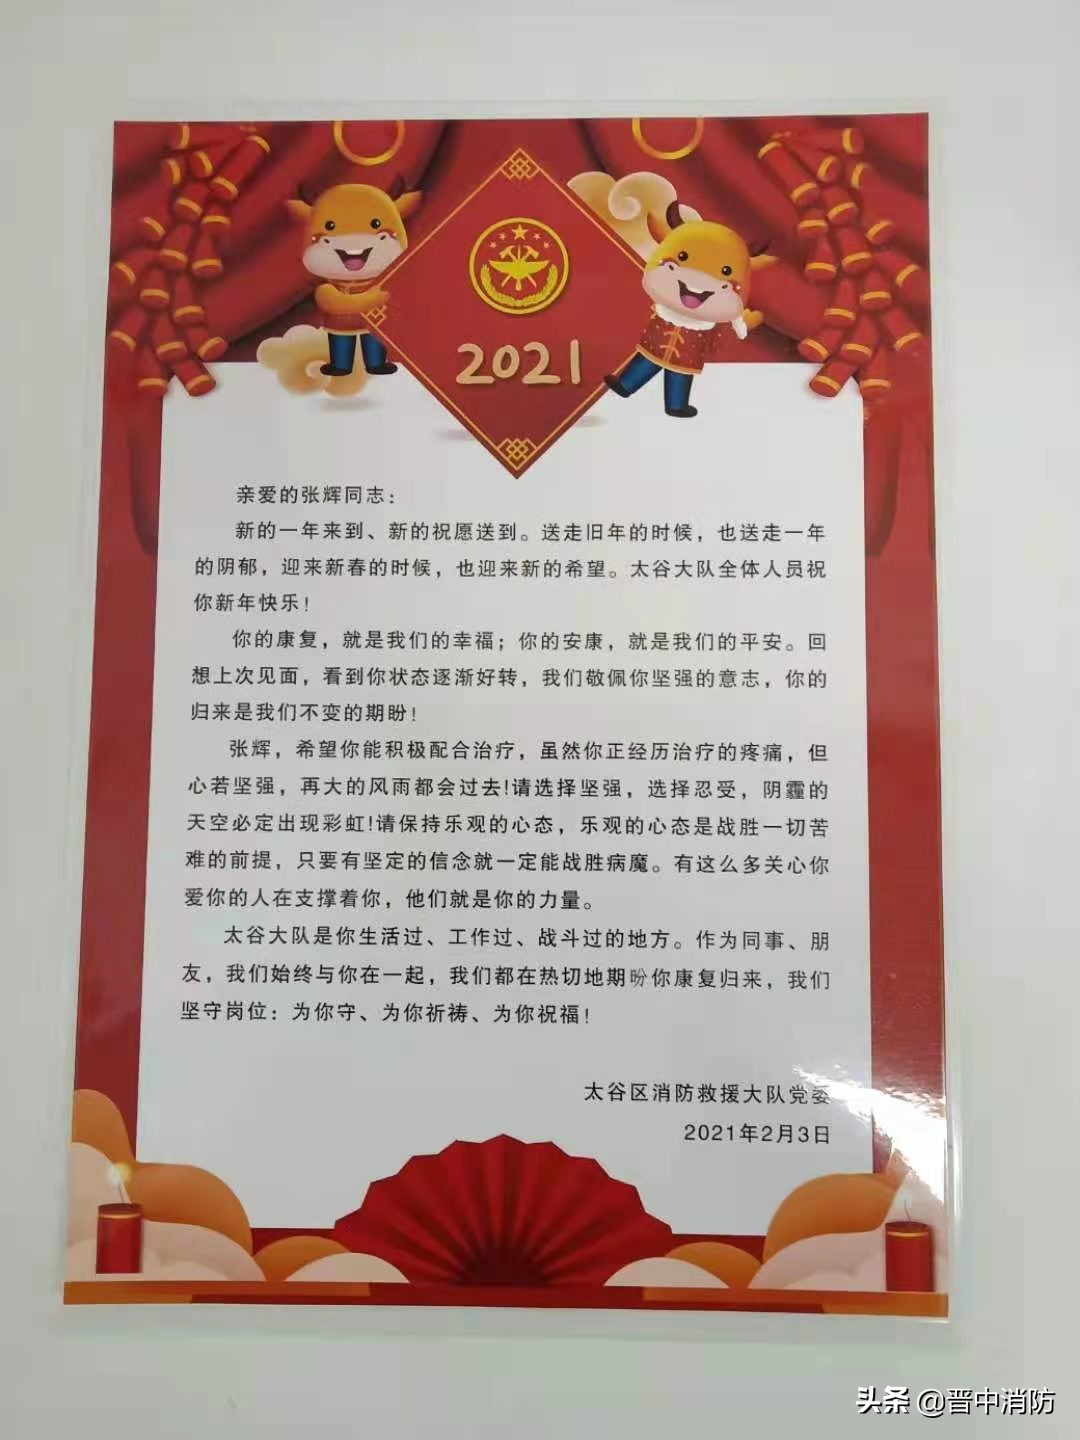 2021
亲爱的张辉同志：
新的一年来到、新的祝愿送到。送走旧年的时候，也送走一年
的阴郁，迎来新春的时候，也迎来新的希望。太谷大队全体人员祝
你新年快乐！
你的康复，就是我们的幸福；你的安康，就是我们的平安。回
想上次见面，看到你状态逐渐好转，我们敬佩你坚强的意志，你的
归来是我们不变的期盼！
张辉，希望你能积极配合治疗，虽然你正经历治疗的疼痛，但
心若坚强，再大的风雨都会过去!请选择坚强，选择忍受，阴霾的
天空必定出现彩虹!请保持乐观的心态，乐观的心态是战胜一切苦
难的前提，只要有坚定的信念就一定能战胜病魔。有这么多关心你
爱你的人在支撑着你，他们就是你的力量。
太谷大队是你生活过、工作过、战斗过的地方。作为同事、朋
友，我们始终与你在一起，我们都在热切地期盼你康复归来，我们
坚守岗位：为你守、为你祈祷、为你祝福！
太谷区消防救援大队党委
2021年2月3日
头条 @晋中消防